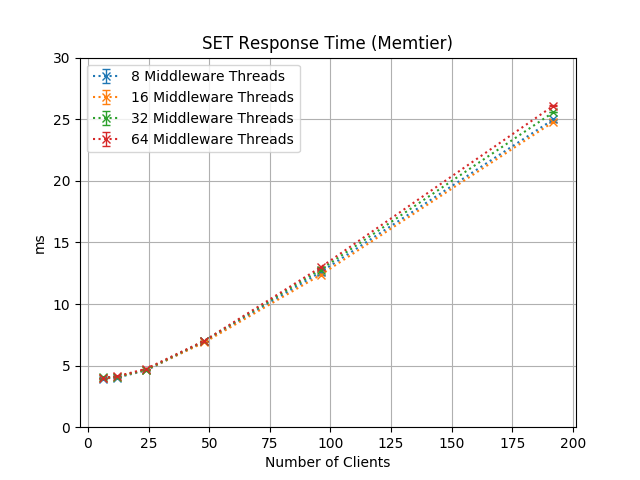 SET Response Time (Memtier)
30
25
20
15
10
5
0
ms
8 Middleware Threads
16 Middleware Threads
32 Middleware Threads
64 Middleware Threads
0 25 50 75 100 125 150 175 200
Number of Clients